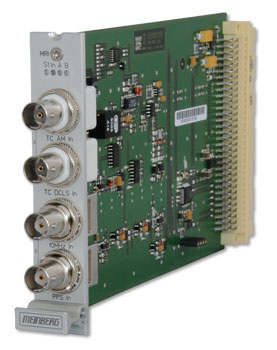 MRI
St In A B
TC AM In
TC DCLS In
10MHz In
PPS In
MEINBERG